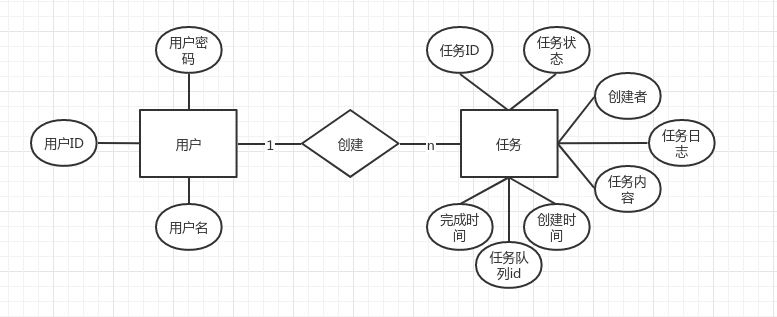 用户密
码
任务ID
任务状
态
创建者
用户ID
用户
1
创建
n
任务
任务日
志
任务内
容
用户名
完成时
间
创建时
间
任务队
列id